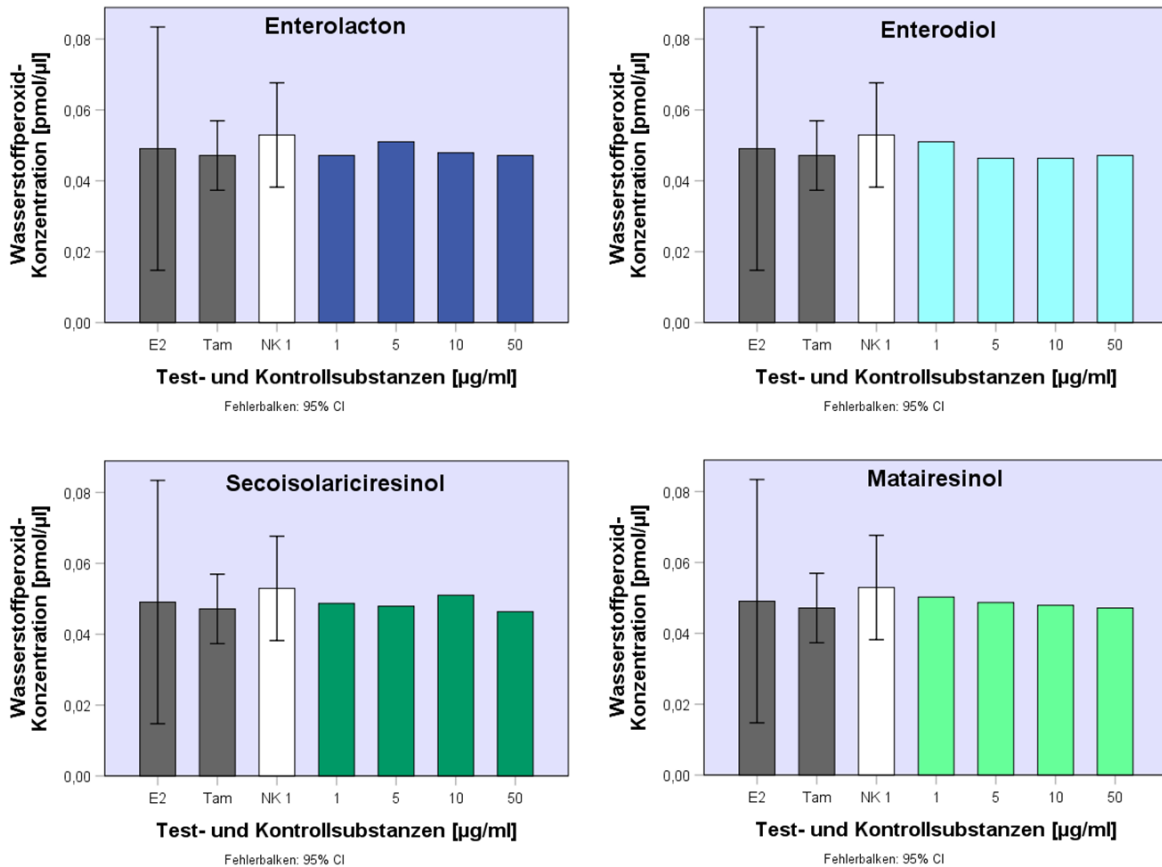 Enterolacton
Wasserstoffperoxid-
Konzentration [pmol/µl]
0,08
0,06
0,04
0,02
0,00
E2 Tam NK 1 1 5 10 50
Test- und Kontrollsubstanzen [µg/ml]
Fehlerbalken: 95% CI
Enterodiol
Wasserstoffperoxid-
Konzentration [pmol/µl]
0,08
0,06
0,04
0,02
0,00
E2 Tam NK 1 1 5 10 50
Test- und Kontrollsubstanzen [µg/ml]
Fehlerbalken: 95% CI
Secoisolariciresinol
Wasserstoffperoxid-
Konzentration [pmol/µl]
0,08
0,06
0,04
0,02
0,00
E2 Tam NK 1 1 5 10 50
Test- und Kontrollsubstanzen [µg/ml]
Fehlerbalken: 95% CI
Matairesinol
Wasserstoffperoxid-
Konzentration [pmol/µl]
0,08
0,06
0,04
0,02
0,00
E2 Tam NK 1 1 5 10 50
Test- und Kontrollsubstanzen [µg/ml]
Fehlerbalken: 95% CI